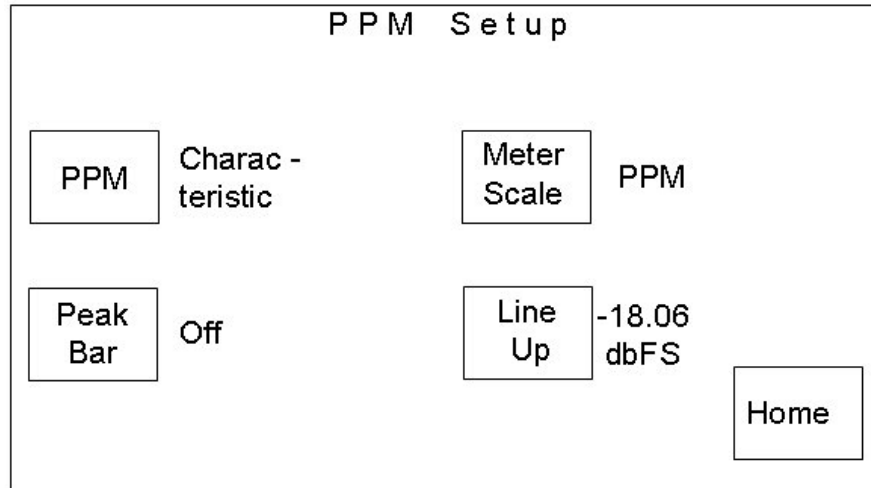 PPM Setup
PPM
Charac -
teristic
Meter
Scale
PPM
Peak
Bar
Off
Line
Up
-18.06
dbFS
Home